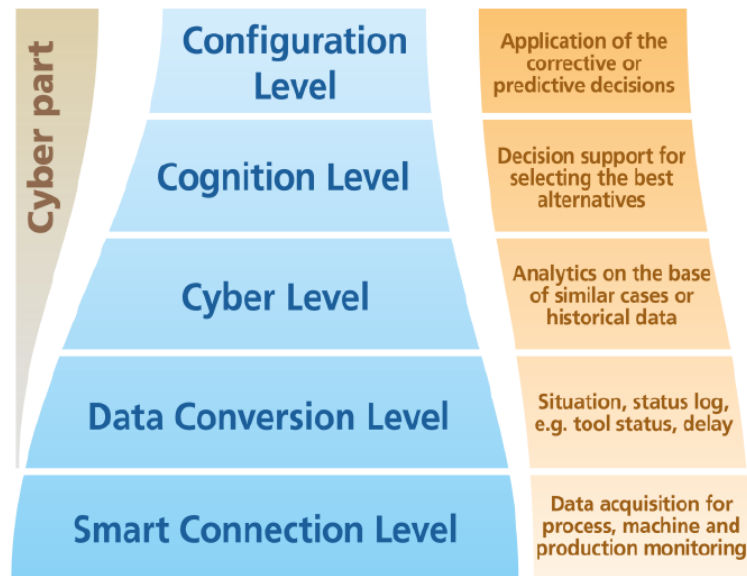 Cyber part
Configuration
Level
Application of the
corrective or
predictive decisions
Cognition Level
Decision support for
selecting the best
alternatives
Cyber Level
Analytics on the base
of similar cases or
historical data
Data Conversion Level
Situation, status log,
e.g. tool status, delay
Smart Connection Level
Data acquisition for
process, machine and
production monitoring